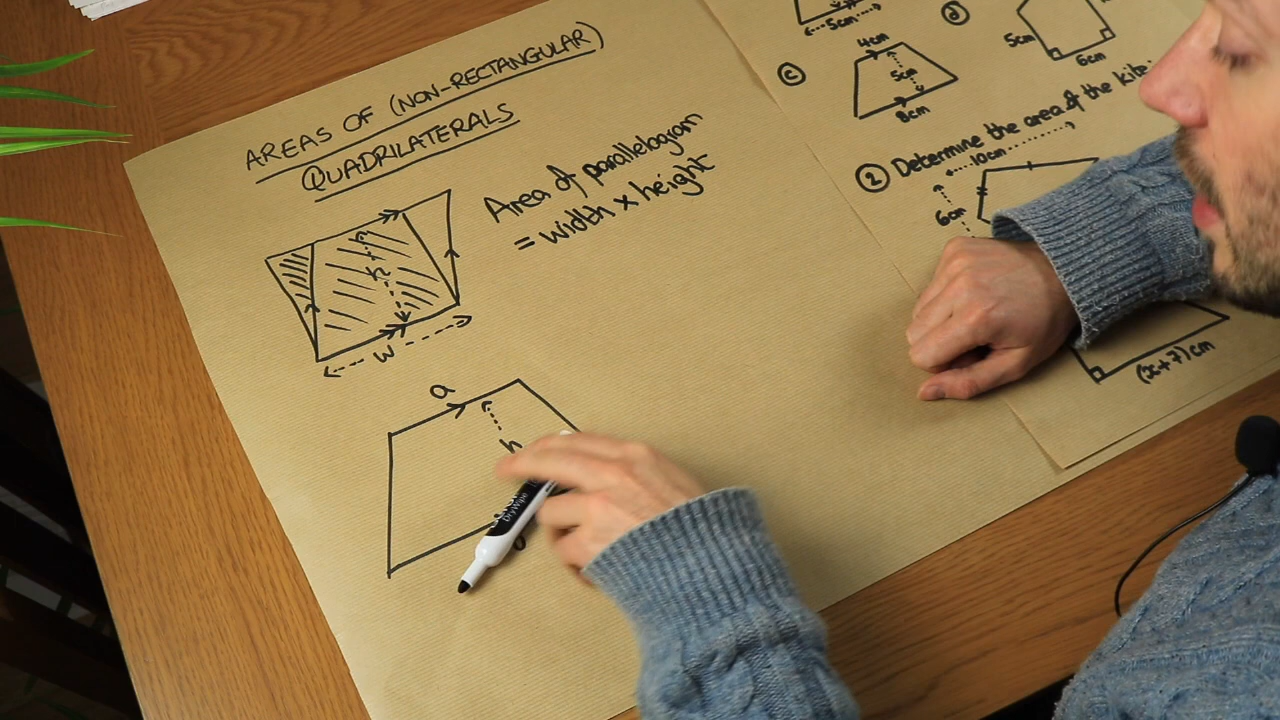 AREAS OF (NON-RECTANGULAR)
QUADRILATERALS
Area of parallelogram
= width x height
h
w
a
h
b
DryWipe
5cm
d
5cm
6cm
c
4cm
5cm
8cm
2 Determine the area of the kite
10cm
6cm
(x+7)cm